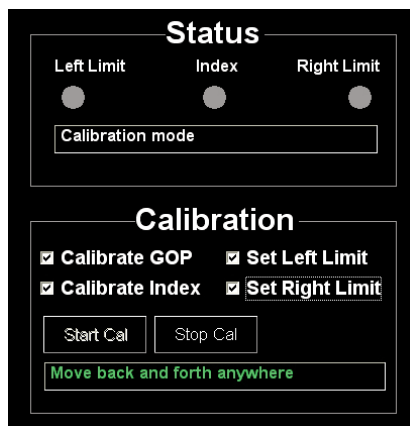 Status
Left Limit Index Right Limit
Calibration mode
Calibration
Calibrate GOP Set Left Limit
Calibrate Index Set Right Limit
Start Cal Stop Cal
Move back and forth anywhere